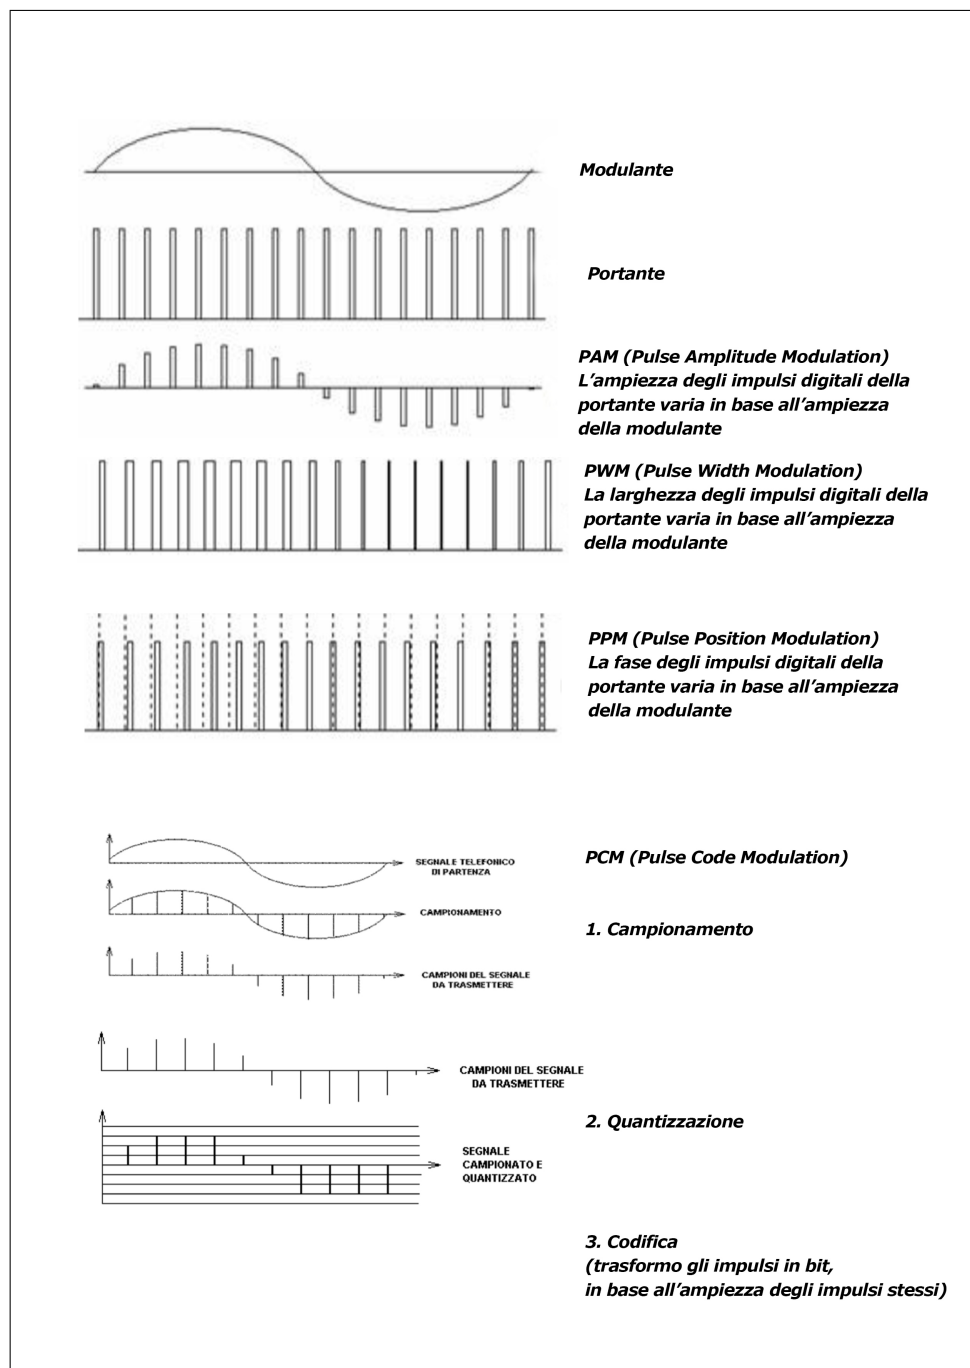 Modulante
Portante
PAM (Pulse Amplitude Modulation)
L’ampiezza degli impulsi digitali della
portante varia in base all’ampiezza
della modulante
PWM (Pulse Width Modulation)
La larghezza degli impulsi digitali della
portante varia in base all’ampiezza
della modulante
PPM (Pulse Position Modulation)
La fase degli impulsi digitali della
portante varia in base all’ampiezza
della modulante
PCM (Pulse Code Modulation)
SEGNALE TELEFONICO
DI PARTENZA
CAMPIONAMENTO
1. Campionamento
CAMPIONI DEL SEGNALE
DA TRASMETTERE
CAMPIONI DEL SEGNALE
DA TRASMETTERE
2. Quantizzazione
SEGNALE
CAMPIONATO E
QUANTIZZATO
3. Codifica
(trasformo gli impulsi in bit,
in base all’ampiezza degli impulsi stessi)